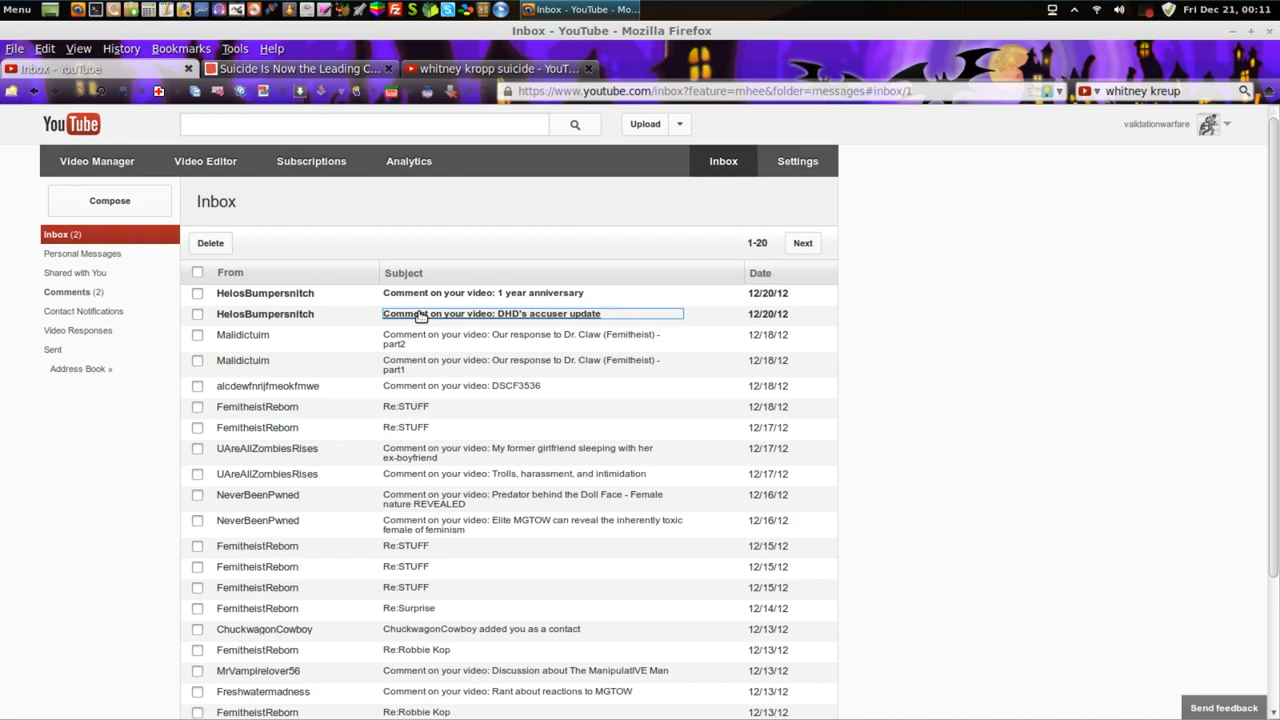 Menu
Inbox - YouTube - Mo...
Fri Dec 21, 00:11
Inbox - YouTube - Mozilla Firefox
File Edit View History Bookmarks Tools Help
Inbox - YouTube
Suicide Is Now the Leading C...
whitney kropp suicide - YouT...
https://www.youtube.com/inbox?feature=mhee&folder=messages#inbox/1
whitney kreup
YouTube
Upload
validationwarfare
Video Manager Video Editor Subscriptions Analytics Inbox Settings
Compose
Inbox
Inbox (2)
Personal Messages
Shared with You
Comments (2)
Contact Notifications
Video Responses
Sent
Address Book »
Delete 1-20 Next
From Subject Date
HelosBumpersnitch Comment on your video: 1 year anniversary 12/20/12
HelosBumpersnitch Comment on your video: DHD's accuser update 12/20/12
Malidictuim Comment on your video: Our response to Dr. Claw (Femitheist) - 12/18/12
part2
Malidictuim Comment on your video: Our response to Dr. Claw (Femitheist) - 12/18/12
part1
alcdewfnrijfmeokfmwe Comment on your video: DSCF3536 12/18/12
FemitheistReborn Re:STUFF 12/18/12
FemitheistReborn Re:STUFF 12/17/12
UAreAllZombiesRises Comment on your video: My former girlfriend sleeping with her 12/17/12
ex-boyfriend
UAreAllZombiesRises Comment on your video: Trolls, harassment, and intimidation 12/17/12
NeverBeenPwned Comment on your video: Predator behind the Doll Face - Female 12/16/12
nature REVEALED
NeverBeenPwned Comment on your video: Elite MGTOW can reveal the inherently toxic 12/16/12
female of feminism
FemitheistReborn Re:STUFF 12/15/12
FemitheistReborn Re:STUFF 12/15/12
FemitheistReborn Re:STUFF 12/15/12
FemitheistReborn Re:Surprise 12/14/12
ChuckwagonCowboy ChuckwagonCowboy added you as a contact 12/13/12
FemitheistReborn Re:Robbie Kop 12/13/12
MrVampirelover56 Comment on your video: Discussion about The ManipulatIVE Man 12/13/12
Freshwatermadness Comment on your video: Rant about reactions to MGTOW 12/13/12
FemitheistReborn Re:Robbie Kop 12/13/12
Send feedback